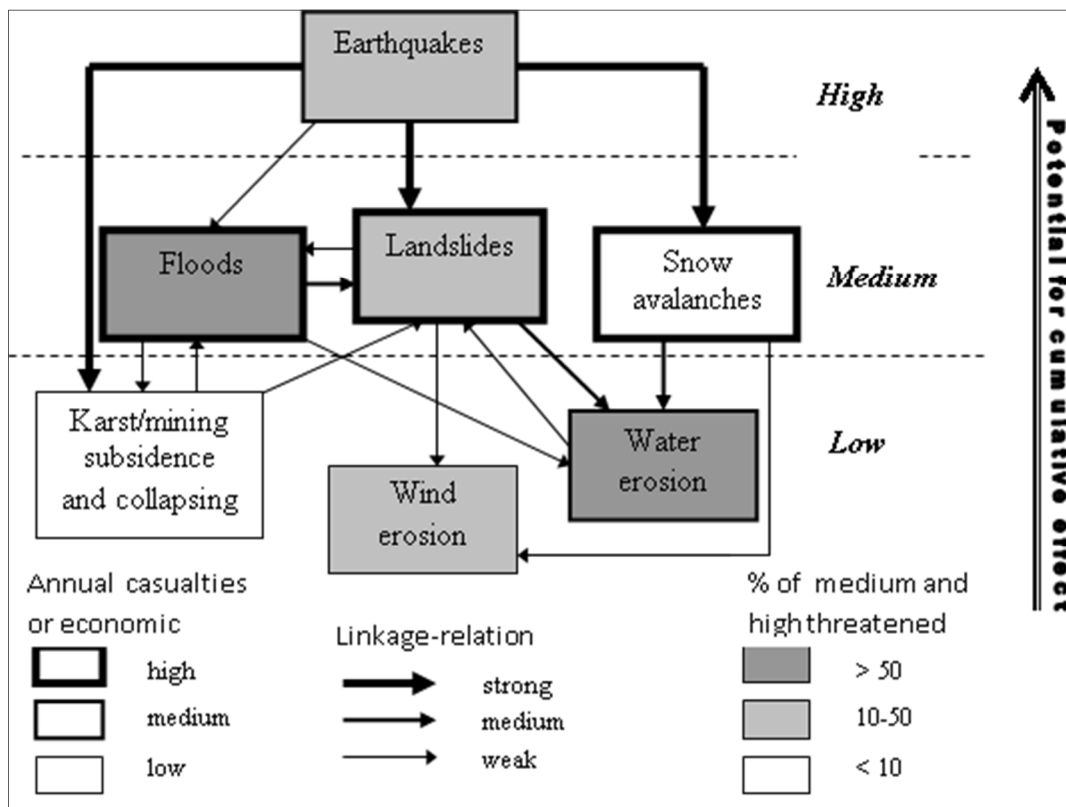 Earthquakes
High
Potential for cumulative effect
Floods
Landslides
Snow
avalanches
Medium
Karst/mining
subsidence
and collapsing
Wind
erosion
Water
erosion
Low
Annual casualties
or economic
high
medium
low
Linkage-relation
strong
medium
weak
% of medium and
high threatened
> 50
10-50
< 10